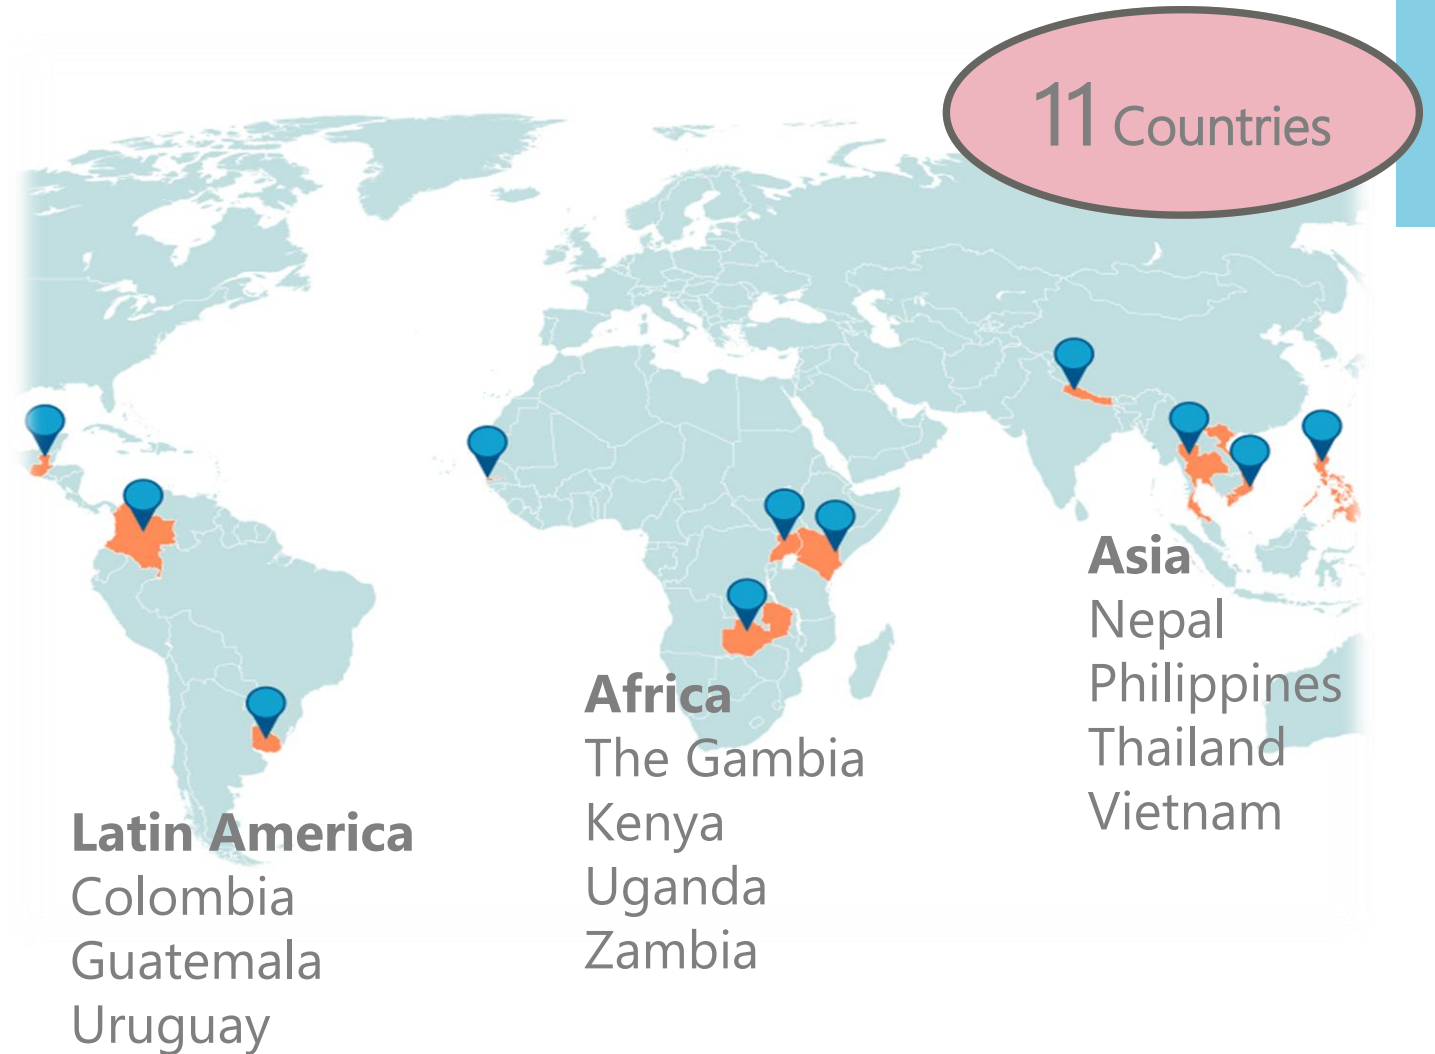 11 Countries
Asia
Nepal
Philippines
Thailand
Vietnam
Africa
The Gambia
Kenya
Uganda
Zambia
Latin America
Colombia
Guatemala
Uruguay